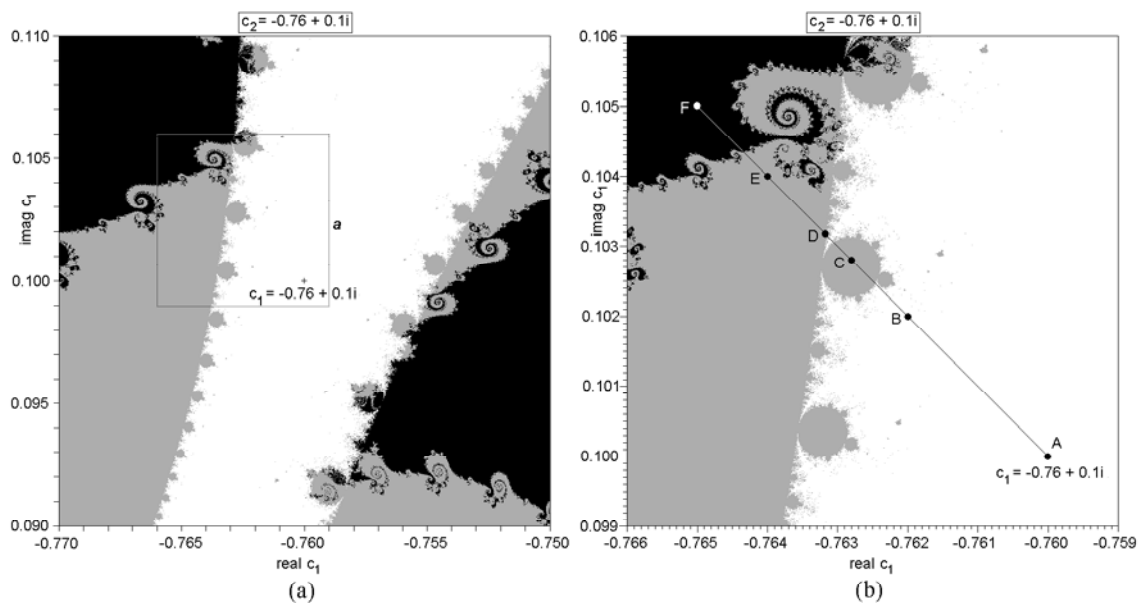 c₂ = -0.76 + 0.1i
0.110
0.105
0.100
0.095
0.090
imag c₁
a
c₁ = -0.76 + 0.1i
-0.770
-0.765
-0.760
-0.755
-0.750
real c₁
(a)
c₂ = -0.76 + 0.1i
0.106
0.105
0.104
0.103
0.102
0.101
0.100
0.099
imag c₁
F
E
D
C
B
A
c₁ = -0.76 + 0.1i
-0.766
-0.765
-0.764
-0.763
-0.762
-0.761
-0.760
-0.759
real c₁
(b)